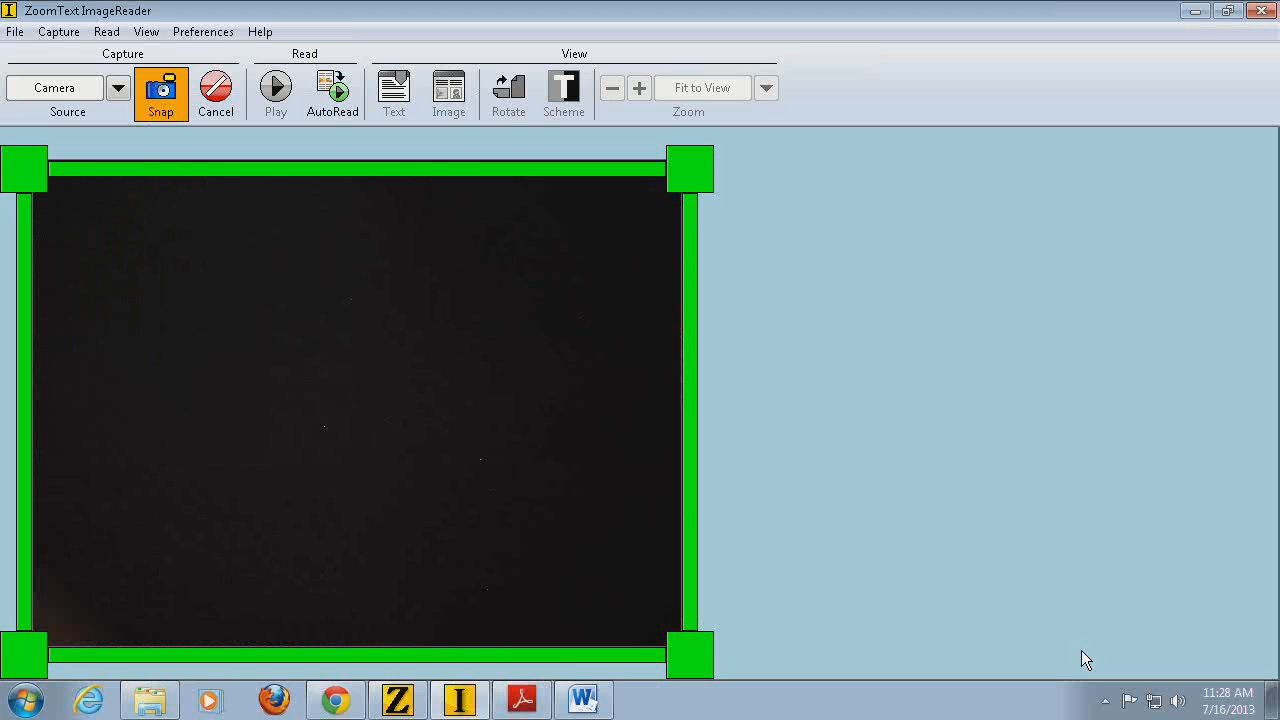 ZoomText ImageReader
File Capture Read View Preferences Help
Capture Read View
Camera Fit to View
Source Snap Cancel Play AutoRead Text Image Rotate Scheme Zoom
11:28 AM
7/16/2013